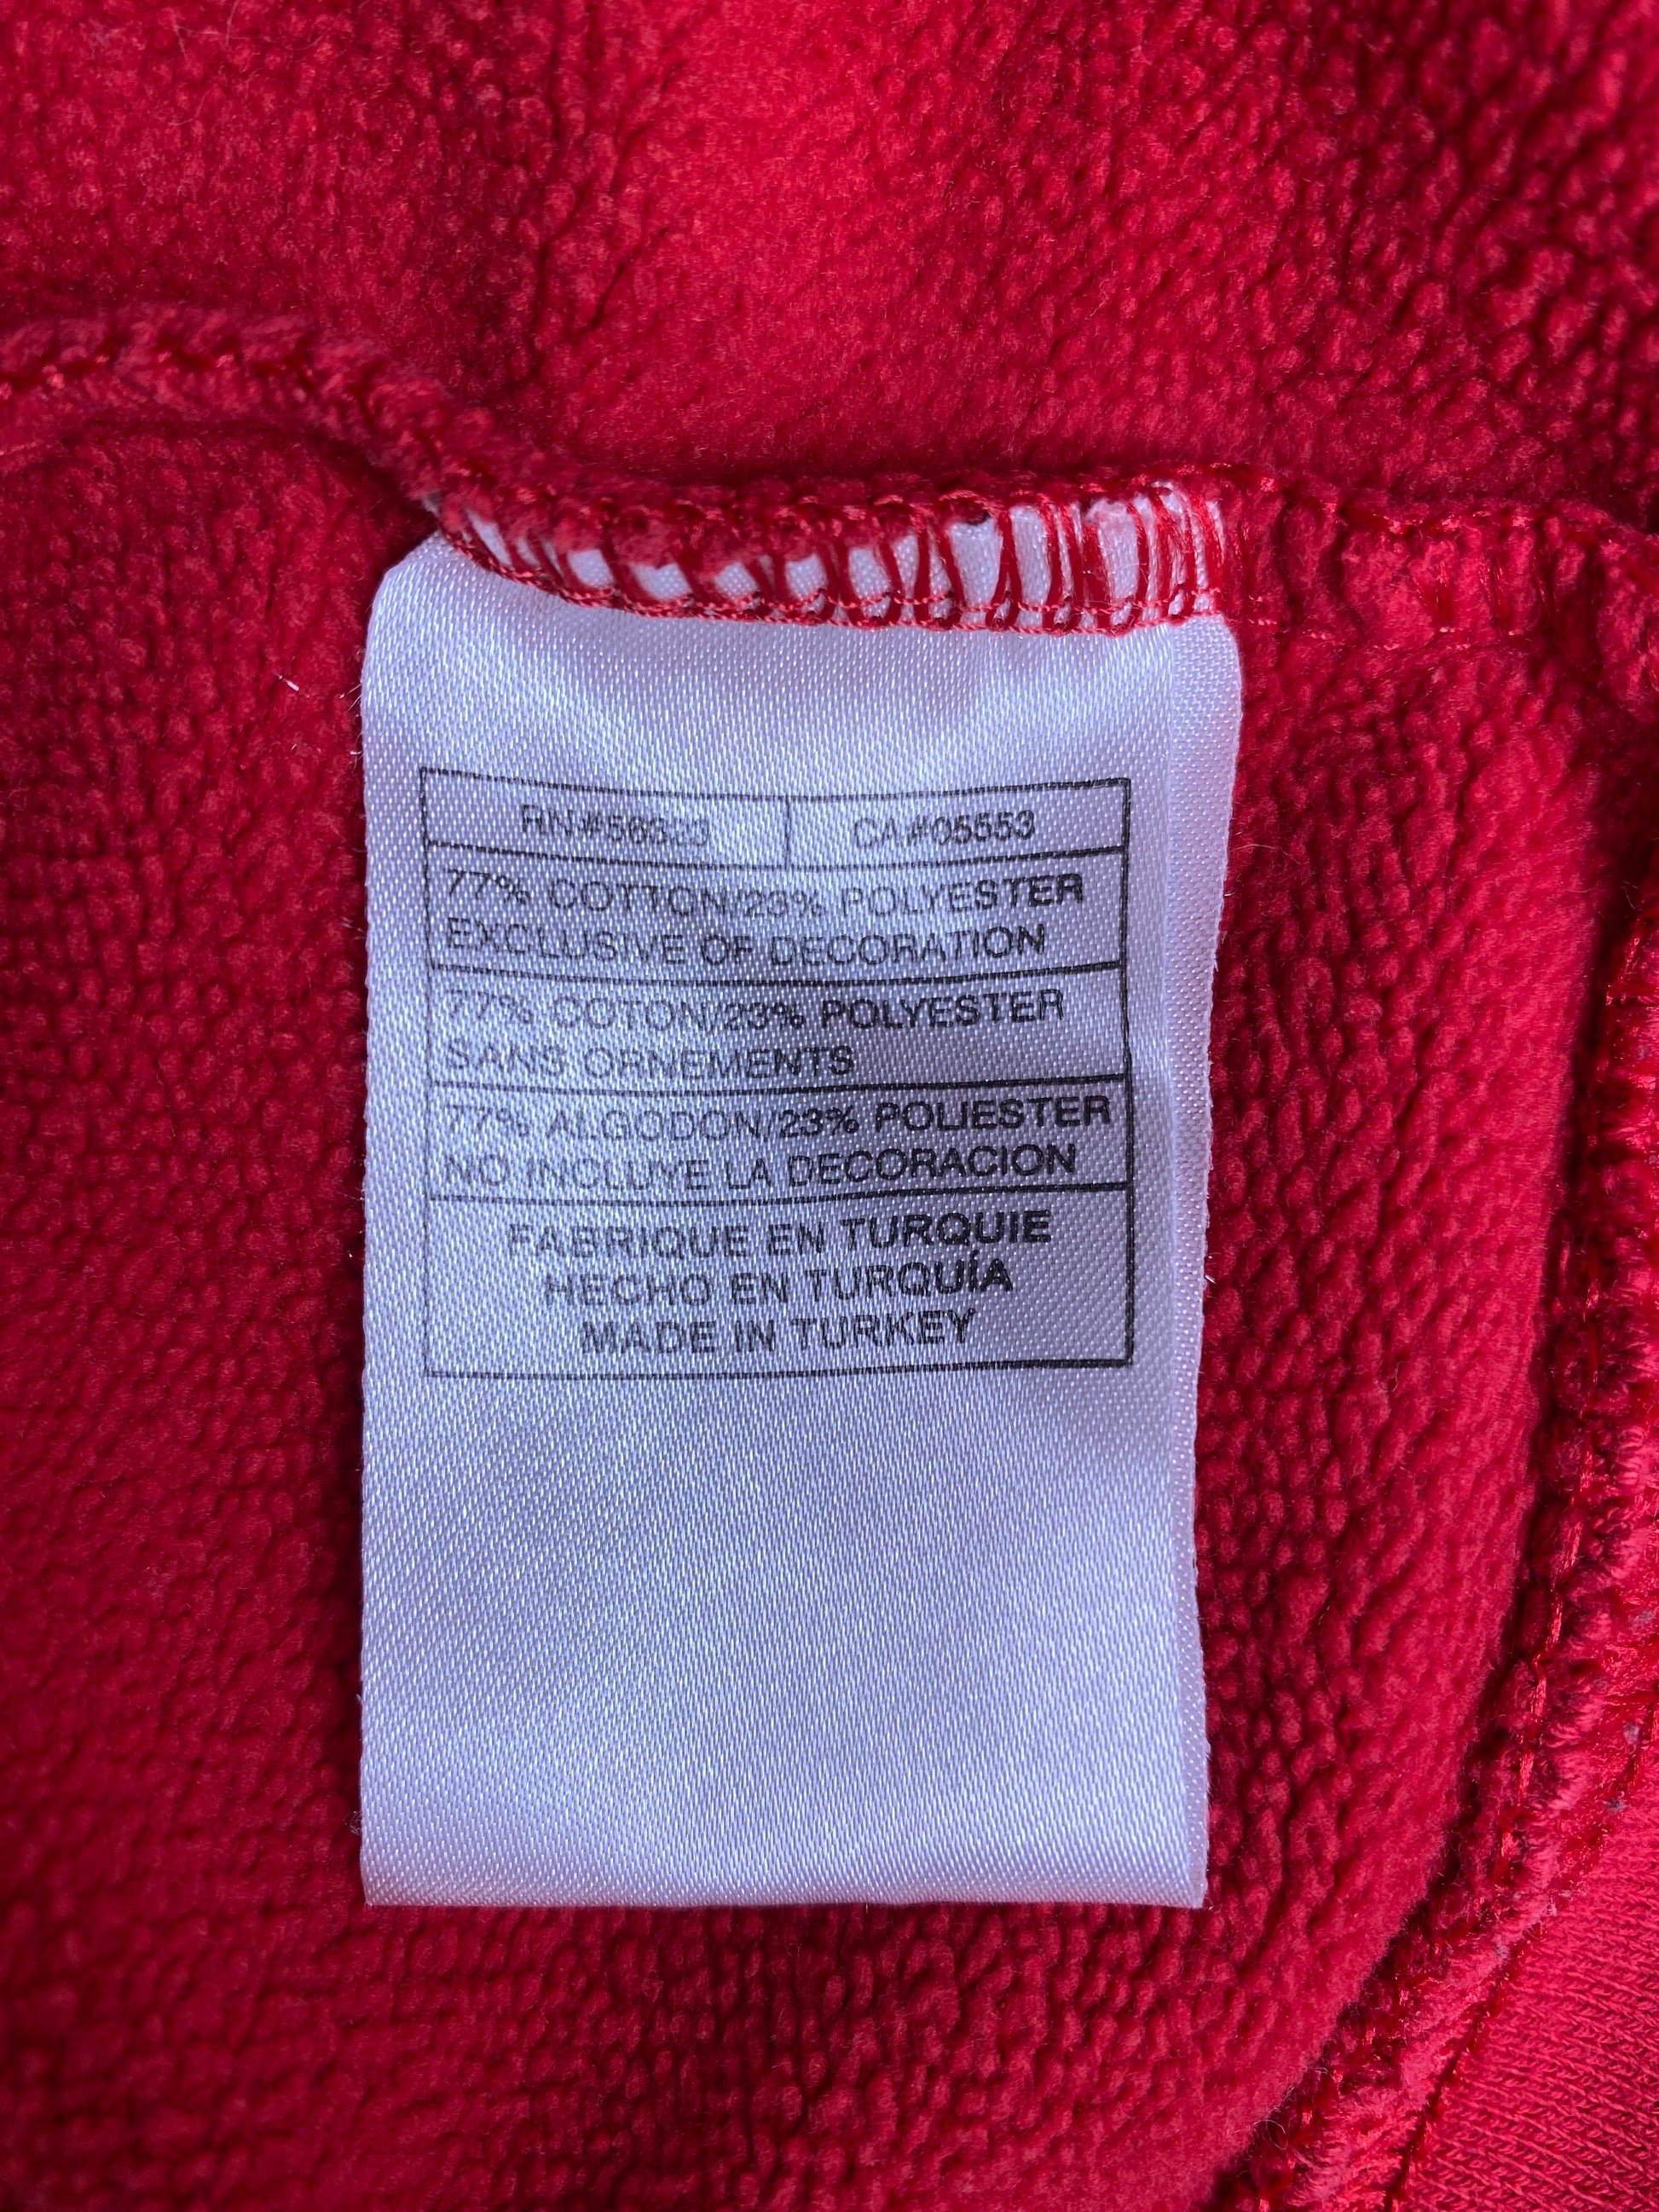 CA#05553
77% COTTON/23% POLYESTER
EXCLUSIVE OF DECORATION
77% COTON/23% POLYESTER
SANS ORNEMENTS
77% ALGODON/23% POLIESTER
NO INCLUYE LA DECORACION
FABRIQUE EN TURQUIE
HECHO EN TURQUÍA
MADE IN TURKEY